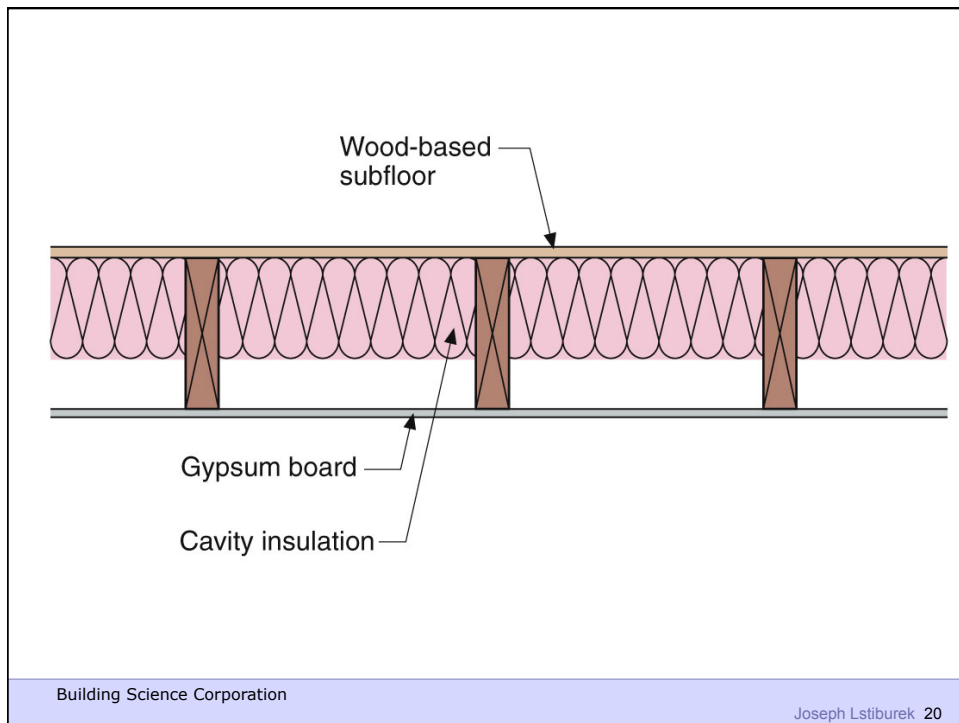 Wood-based
subfloor
Gypsum board
Cavity insulation
Building Science Corporation
Joseph Lstiburek 20